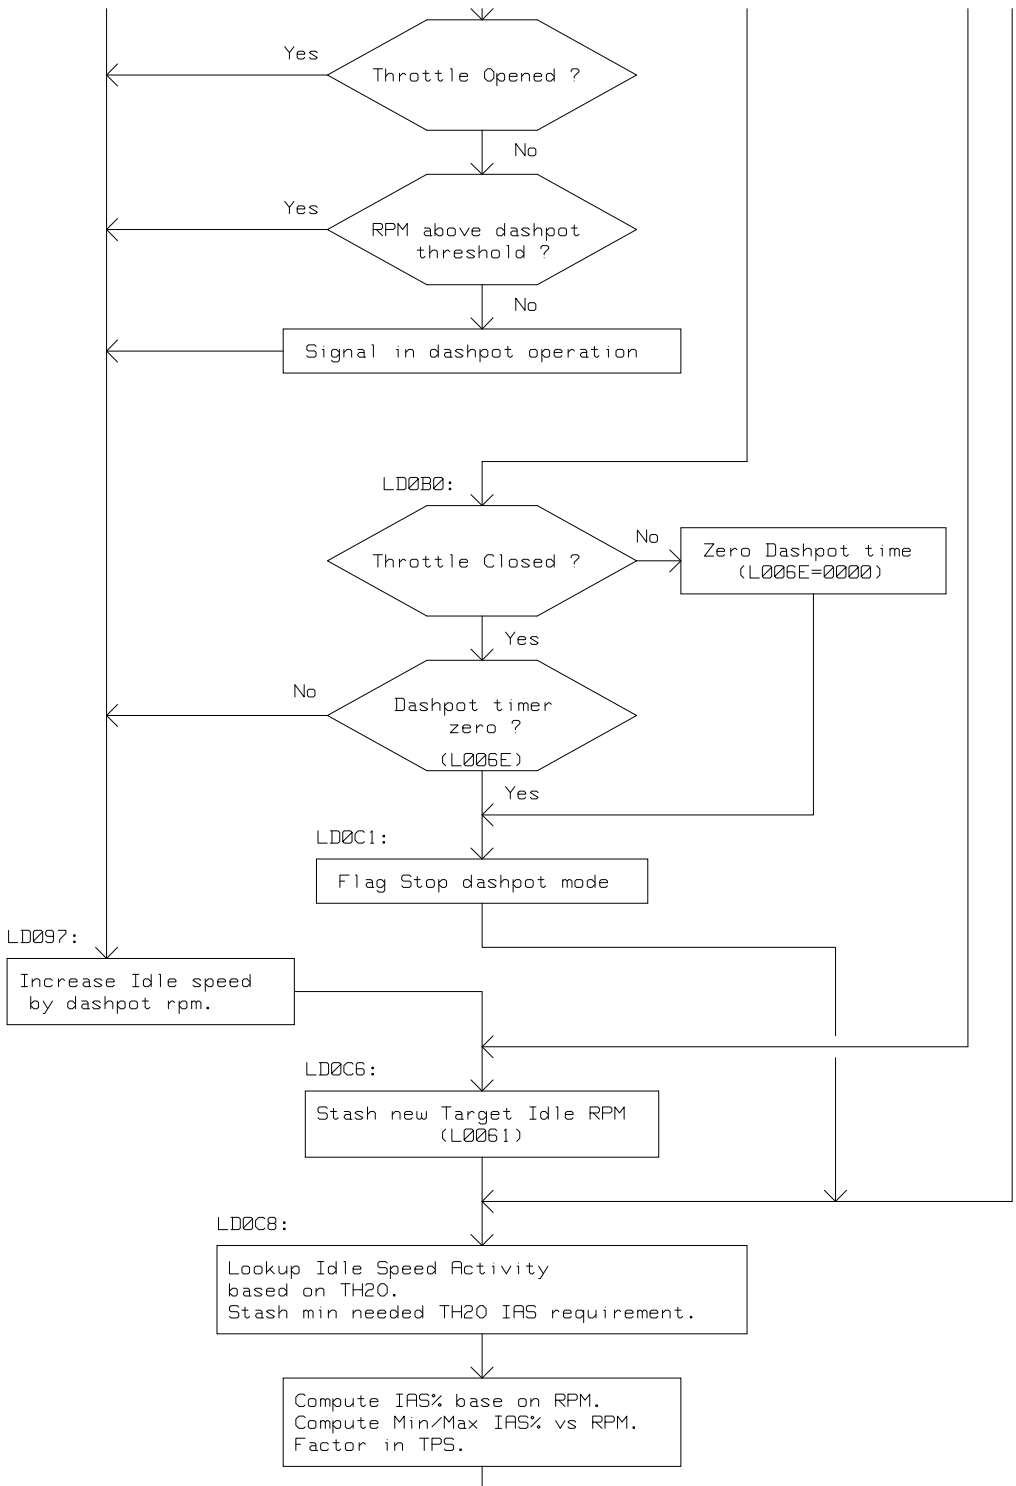 Yes
Throttle Opened ?
No
Yes
RPM above dashpot
threshold ?
No
Signal in dashpot operation
LD0B0:
Throttle Closed ?
No
Zero Dashpot time
(L006E=0000)
Yes
No
Dashpot timer
zero ?
(L006E)
Yes
LD0C1:
Flag Stop dashpot mode
LD097:
Increase Idle speed
by dashpot rpm.
LD0C6:
Stash new Target Idle RPM
(L0061)
LD0C8:
Lookup Idle Speed Activity
based on TH2O.
Stash min needed TH2O IAS requirement.
Compute IAS% base on RPM.
Compute Min/Max IAS% vs RPM.
Factor in TPS.